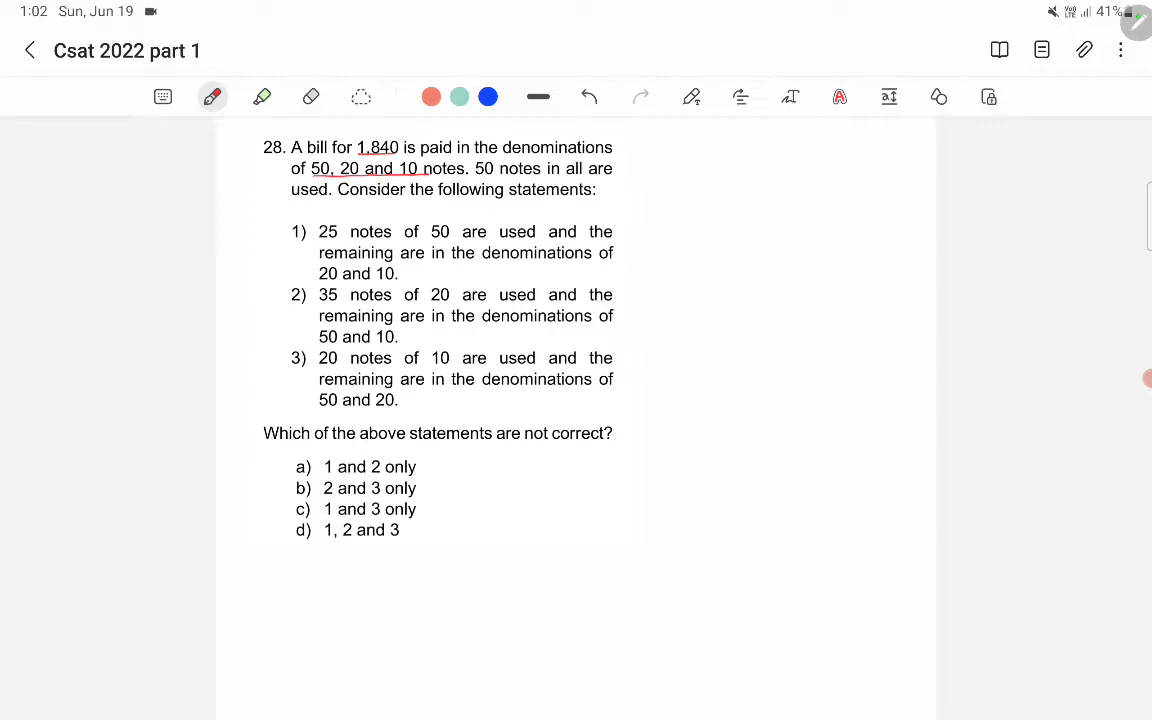 1:02 Sun, Jun 19
Vo) LTE 41%
Csat 2022 part 1
28. A bill for 1,840 is paid in the denominations
of 50, 20 and 10 notes. 50 notes in all are
used. Consider the following statements:
1) 25 notes of 50 are used and the
remaining are in the denominations of
20 and 10.
2) 35 notes of 20 are used and the
remaining are in the denominations of
50 and 10.
3) 20 notes of 10 are used and the
remaining are in the denominations of
50 and 20.
Which of the above statements are not correct?
a) 1 and 2 only
b) 2 and 3 only
c) 1 and 3 only
d) 1, 2 and 3